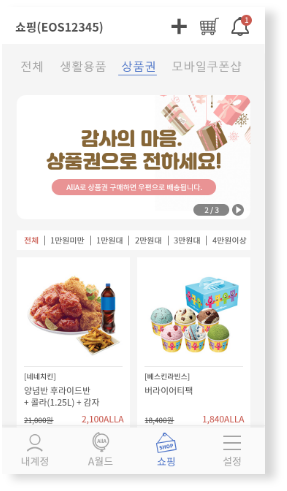 쇼핑(EOS12345)
1
전체 생활용품 상품권 모바일쿠폰샵
감사의 마음.
상품권으로 전하세요!
AllA로 상품권 구매하면 우편으로 배송됩니다.
2 / 3
전체 | 1만원미만 | 1만원대 | 2만원대 | 3만원대 | 4만원이상
[네네치킨]
양념반 후라이드반
+ 콜라(1.25L) + 감자
21,000원 2,100ALLA
[베스킨라빈스]
버라이어티팩
18,400원 1,840ALLA
SHOP
내계정 A월드 쇼핑 설정